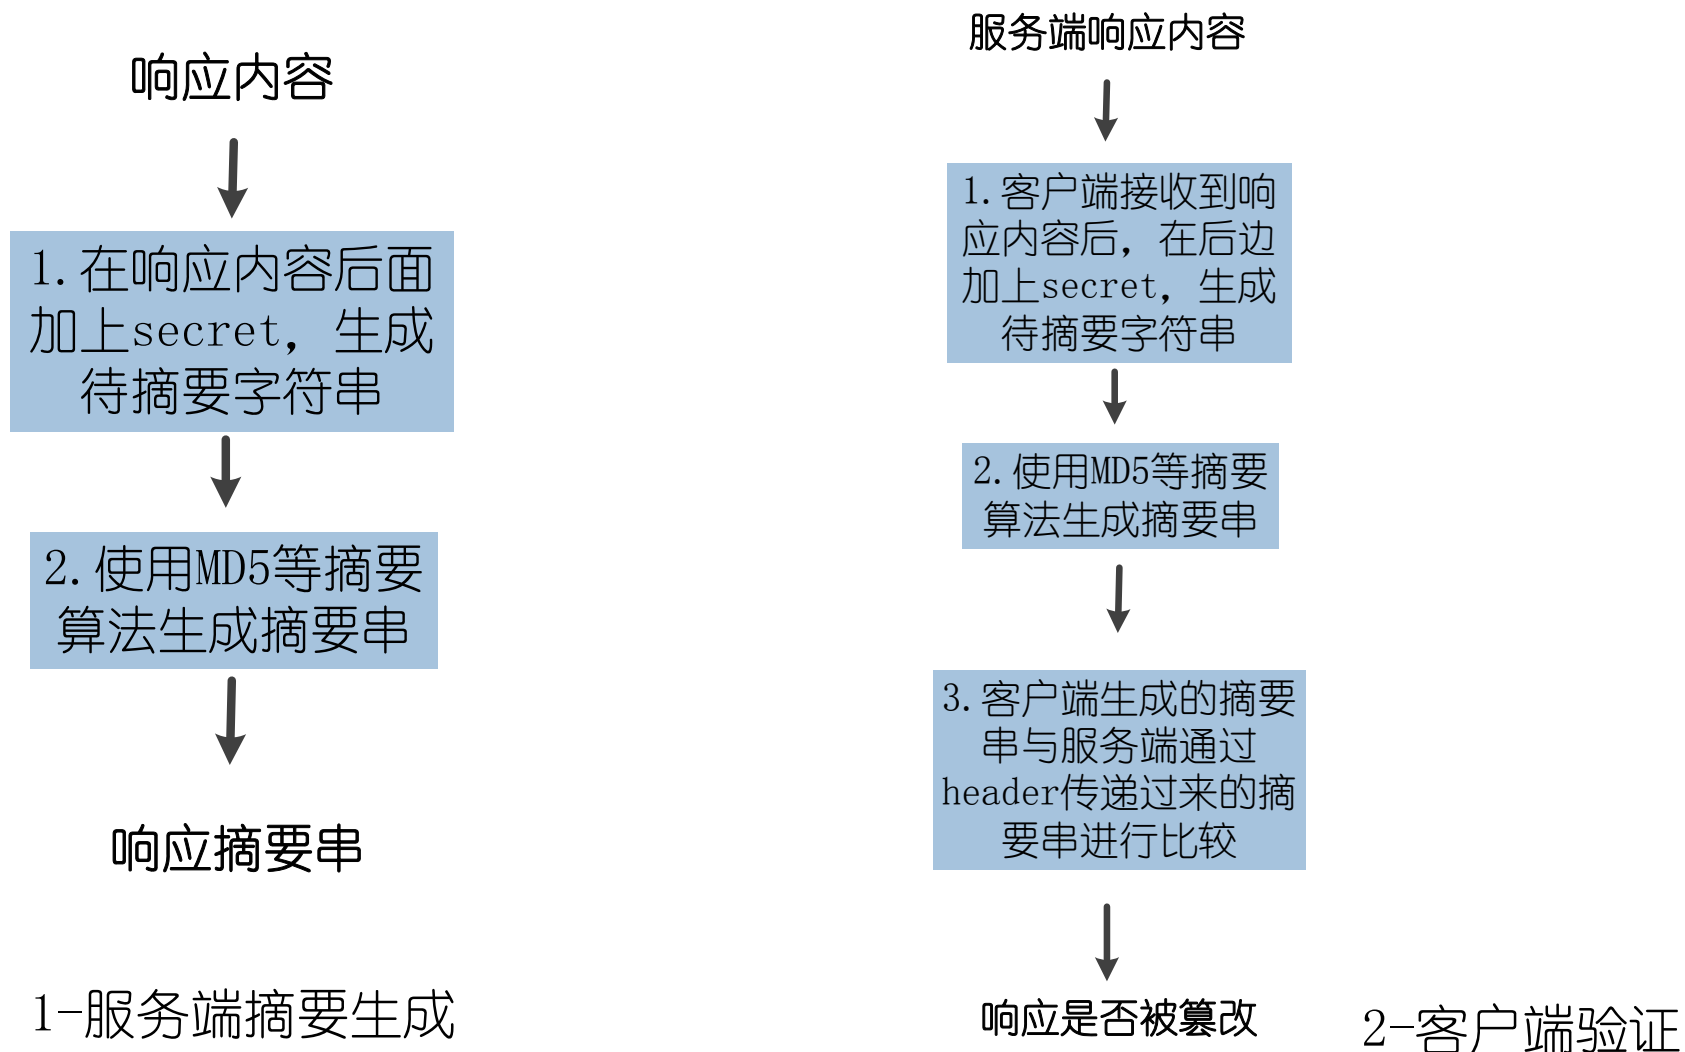 响应内容
1.在响应内容后面
加上secret，生成
待摘要字符串
2.使用MD5等摘要
算法生成摘要串
响应摘要串
1-服务端摘要生成
服务端响应内容
1.客户端接收到响
应内容后，在后边
加上secret，生成
待摘要字符串
2.使用MD5等摘要
算法生成摘要串
3.客户端生成的摘要
串与服务端通过
header传递过来的摘
要串进行比较
响应是否被篡改
2-客户端验证